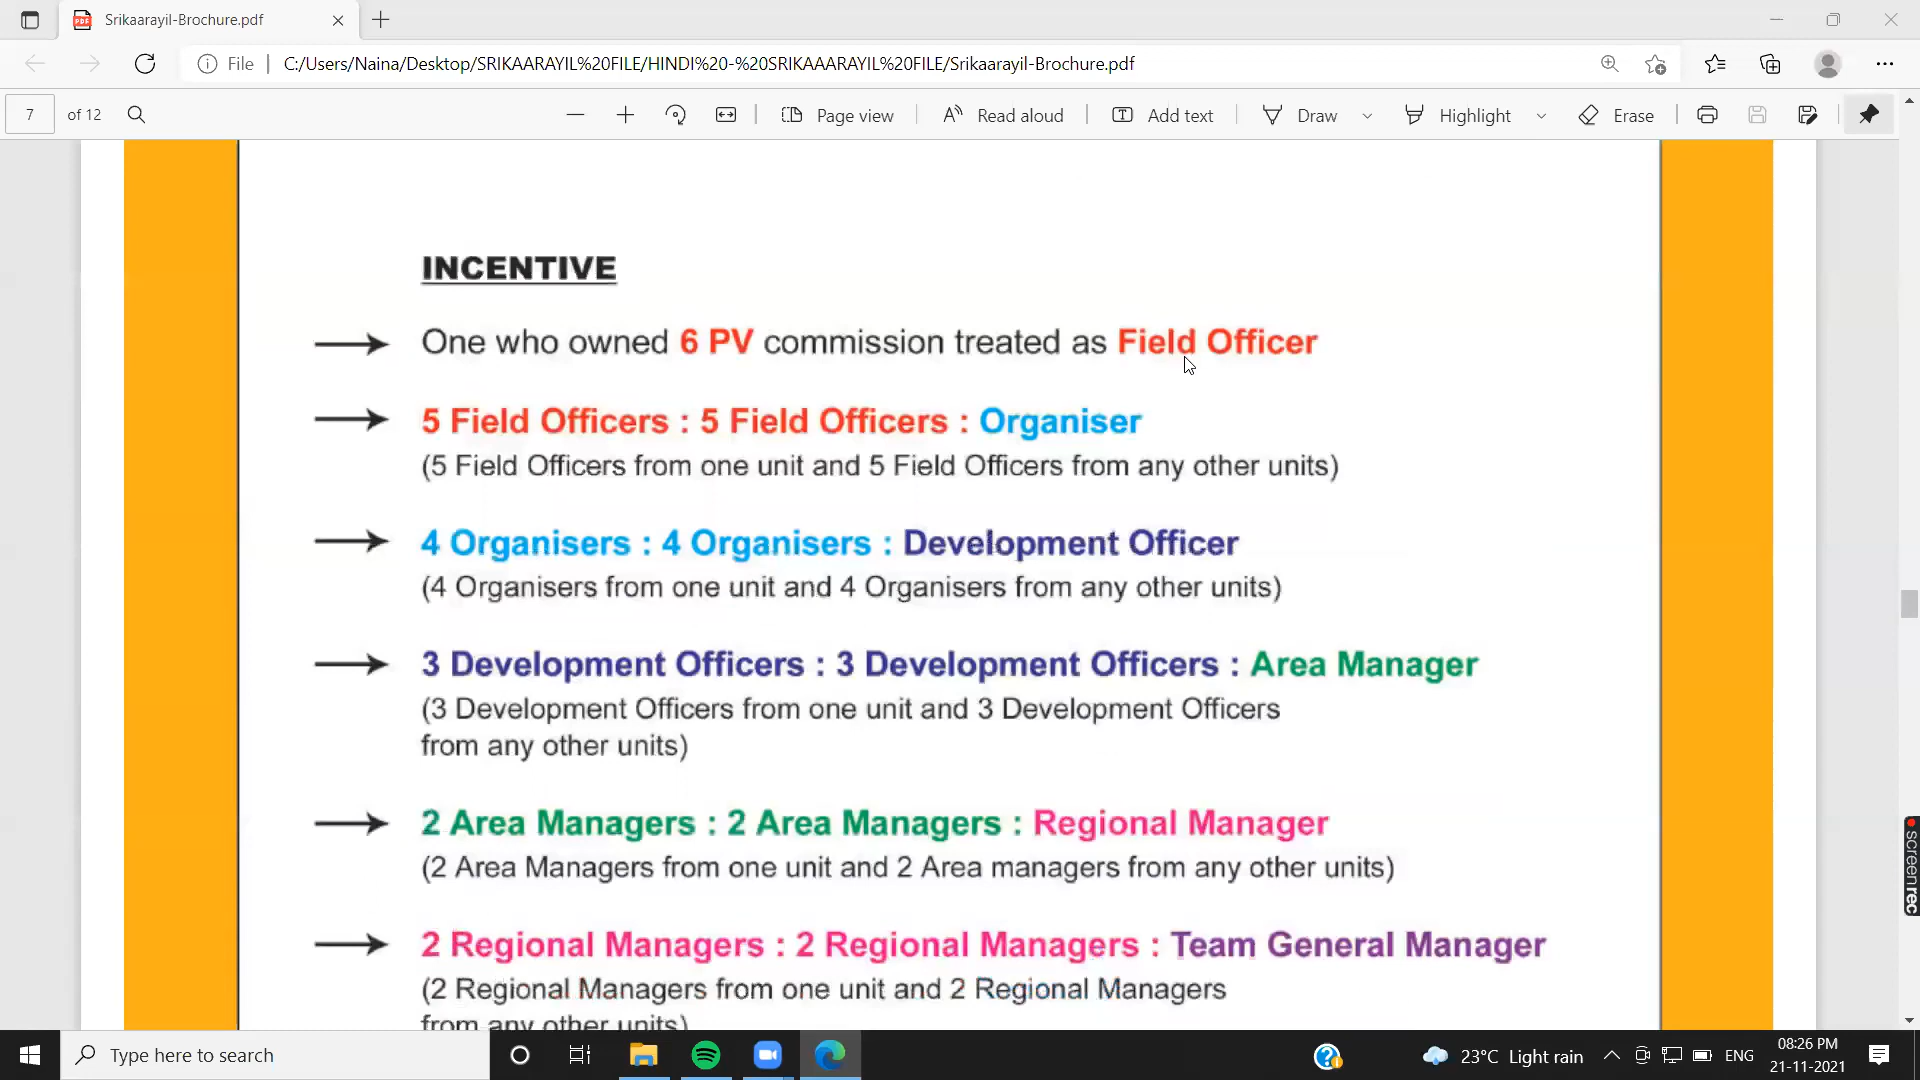 Srikaarayil-Brochure.pdf
File
C:/Users/Naina/Desktop/SRIKAARAYIL%20FILE/HINDI%20-%20SRIKAAARAYIL%20FILE/Srikaarayil-Brochure.pdf
7 of 12
Page view
Read aloud
Add text
Draw
Highlight
Erase
INCENTIVE
One who owned 6 PV commission treated as Field Officer
5 Field Officers : 5 Field Officers : Organiser
(5 Field Officers from one unit and 5 Field Officers from any other units)
4 Organisers : 4 Organisers : Development Officer
(4 Organisers from one unit and 4 Organisers from any other units)
3 Development Officers : 3 Development Officers : Area Manager
(3 Development Officers from one unit and 3 Development Officers
from any other units)
2 Area Managers : 2 Area Managers : Regional Manager
(2 Area Managers from one unit and 2 Area managers from any other units)
2 Regional Managers : 2 Regional Managers : Team General Manager
(2 Regional Managers from one unit and 2 Regional Managers
from any other units)
screenrec
Type here to search
23°C Light rain
ENG
08:26 PM
21-11-2021